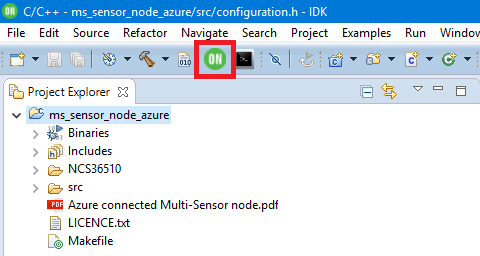 C/C++ - ms_sensor_node_azure/src/configuration.h - IDK
File Edit Source Refactor Navigate Search Project Examples Run Window
010 ON
Project Explorer
ms_sensor_node_azure
Binaries
Includes
NCS36510
src
PDF Azure connected Multi-Sensor node.pdf
LICENCE.txt
Makefile